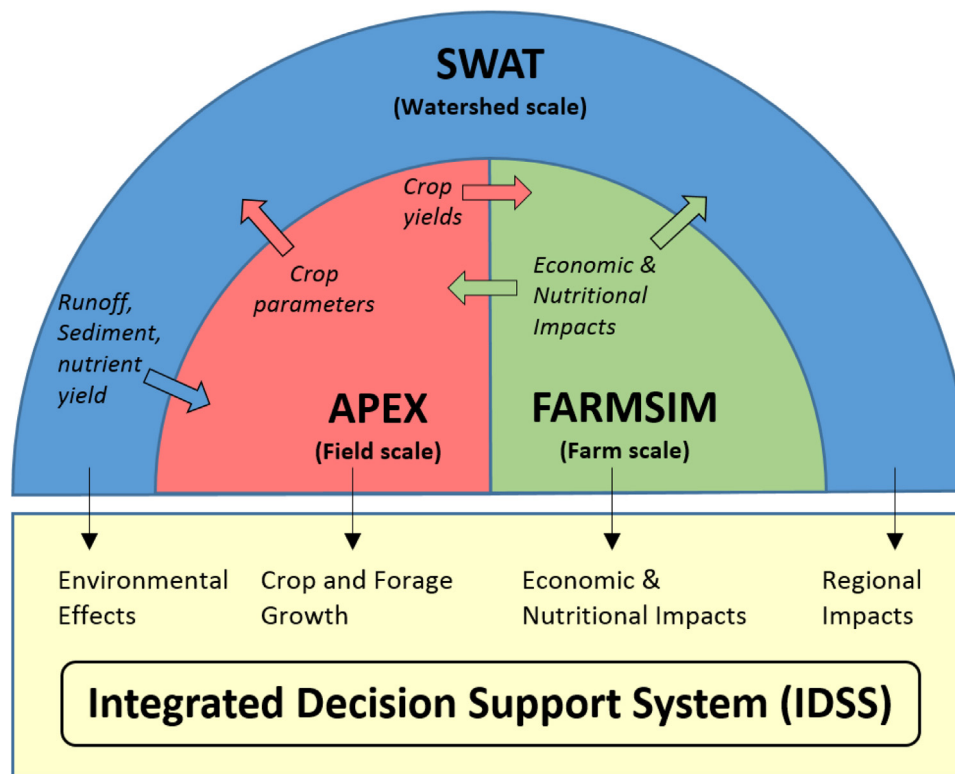 SWAT
(Watershed scale)
Crop
yields
Crop
parameters
Economic &
Nutritional
Impacts
Runoff,
Sediment,
nutrient
yield
APEX
(Field scale)
FARMSIM
(Farm scale)
Environmental
Effects
Crop and Forage
Growth
Economic &
Nutritional Impacts
Regional
Impacts
Integrated Decision Support System (IDSS)